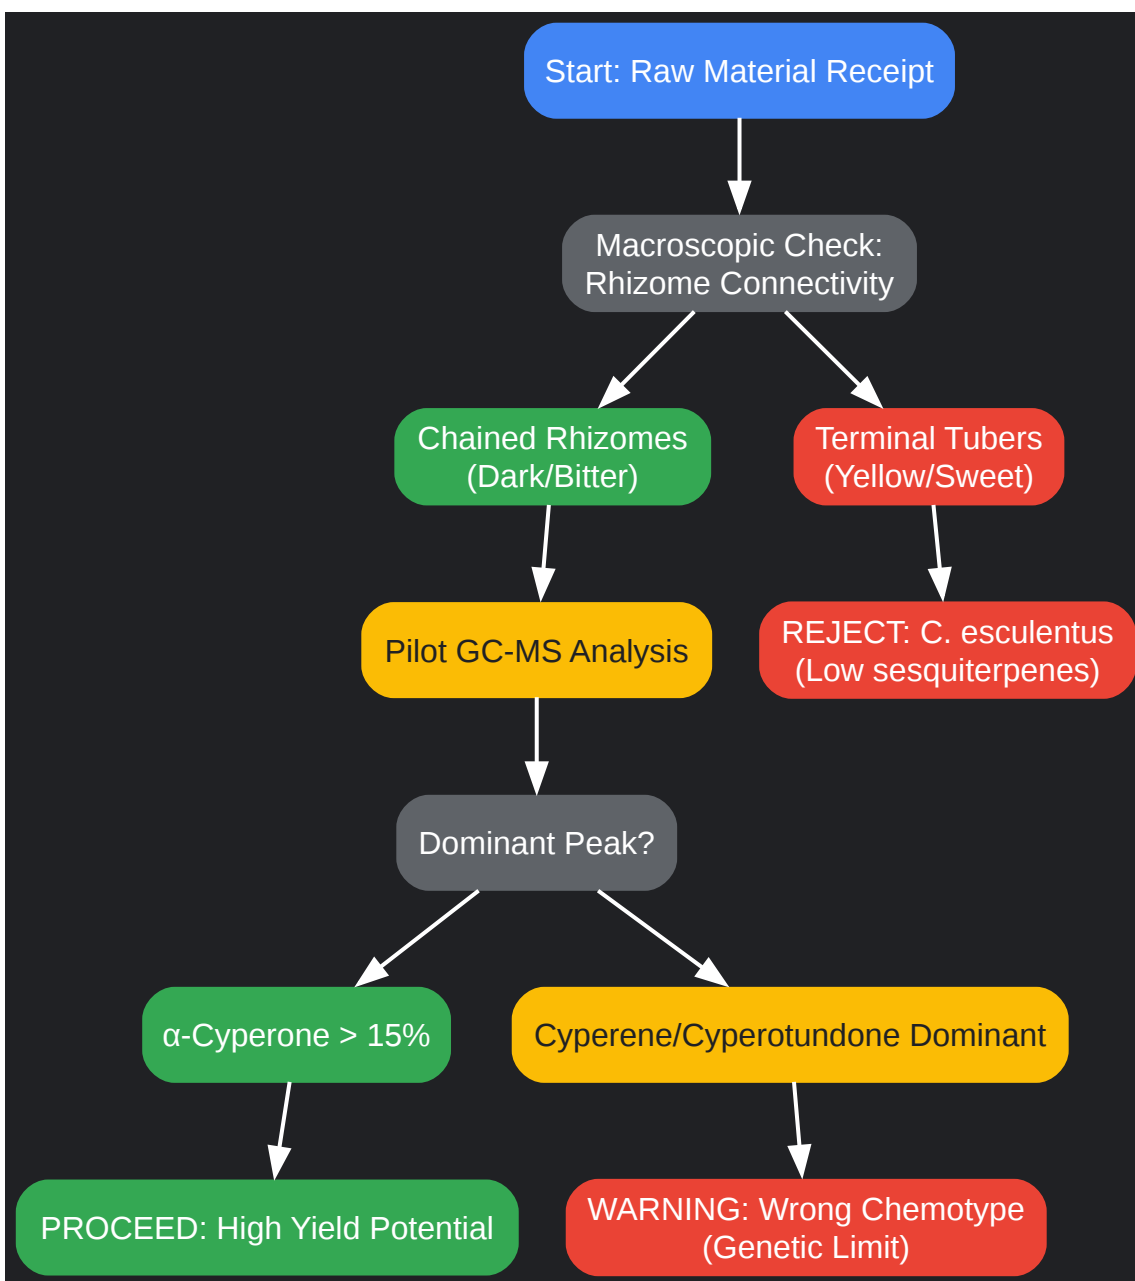 Start: Raw Material Receipt
Macroscopic Check:
Rhizome Connectivity
Chained Rhizomes
(Dark/Bitter)
Terminal Tubers
(Yellow/Sweet)
Pilot GC-MS Analysis
REJECT: C. esculentus
(Low sesquiterpenes)
Dominant Peak?
α-Cyperone > 15%
Cyperene/Cyperotundone Dominant
PROCEED: High Yield Potential
WARNING: Wrong Chemotype
(Genetic Limit)